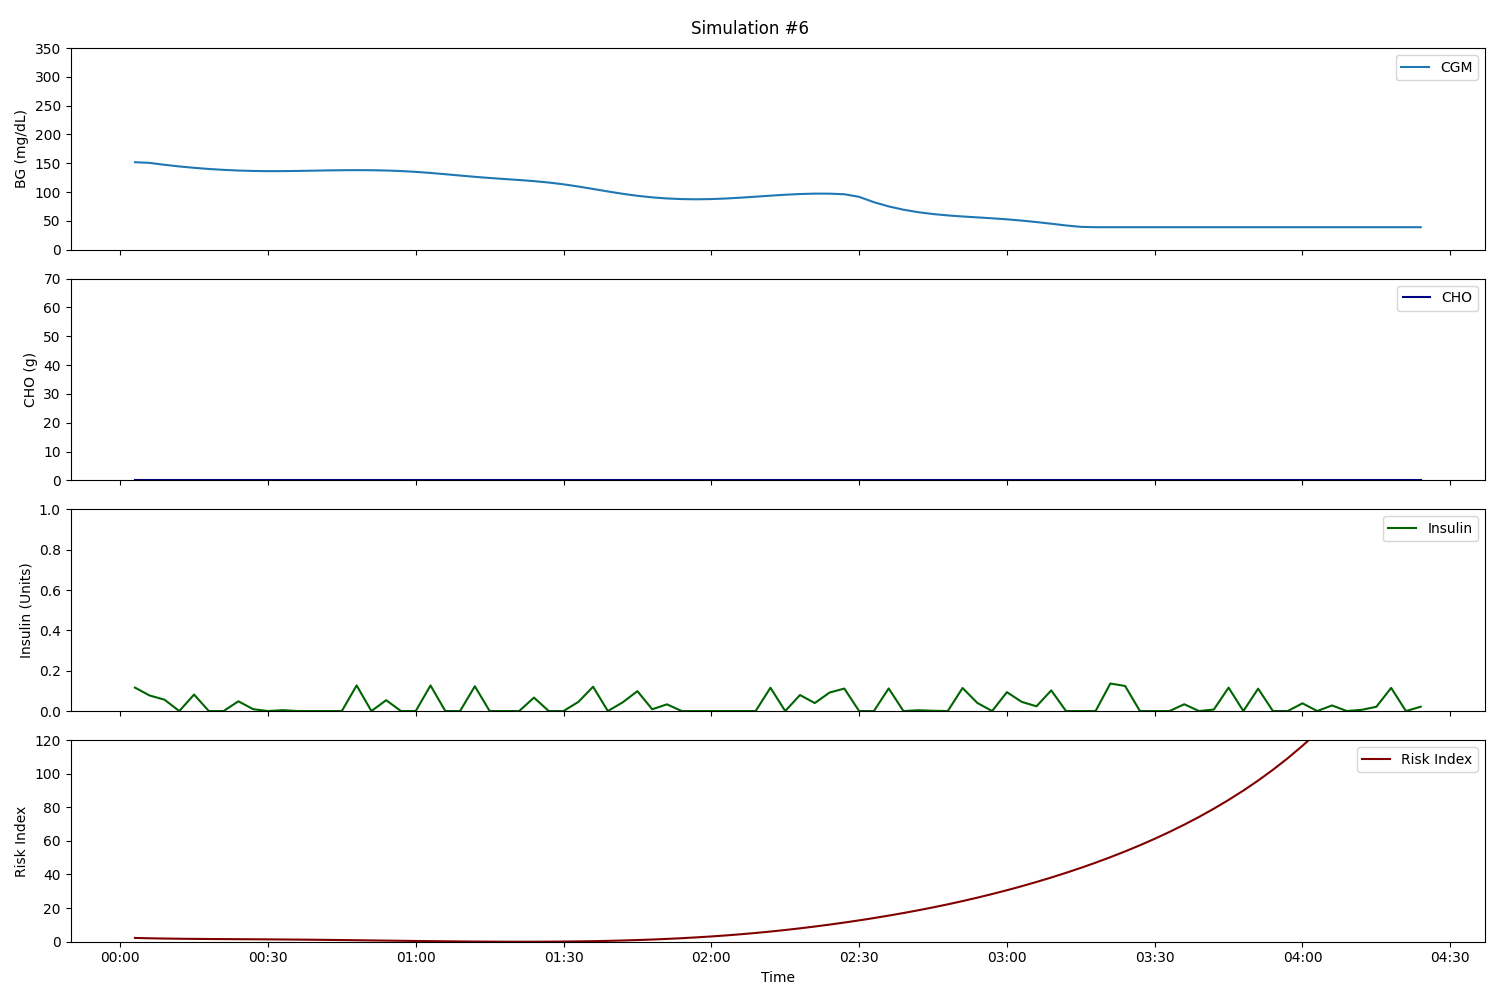 Simulation #6
350
300
250
200
150
100
50
0
BG (mg/dL)
CGM
70
60
50
40
30
20
10
0
CHO (g)
CHO
1.0
0.8
0.6
0.4
0.2
0.0
Insulin (Units)
Insulin
120
100
80
60
40
20
0
Risk Index
Risk Index
00:00 00:30 01:00 01:30 02:00 02:30 03:00 03:30 04:00 04:30
Time